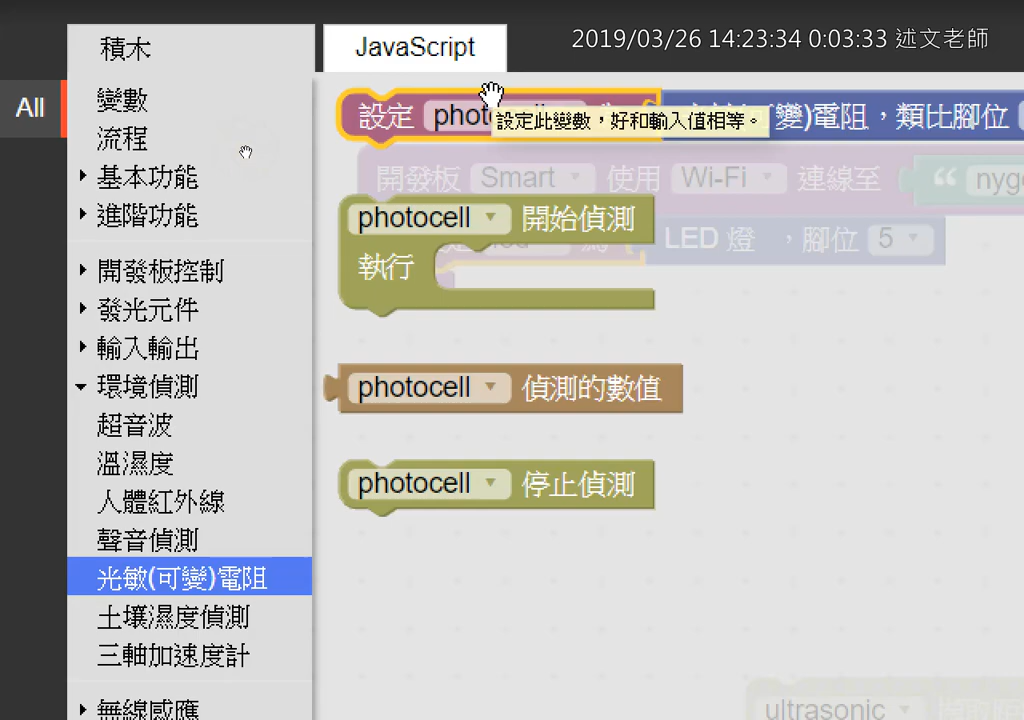 積木
JavaScript
2019/03/26 14:23:34 0:03:33 述文老師
All
變數
流程
基本功能
進階功能
開發板控制
發光元件
輸入輸出
環境偵測
超音波
溫濕度
人體紅外線
聲音偵測
光敏(可變)電阻
土壤濕度偵測
三軸加速度計
無線感應
設定 變)電阻，類比腳位
設定此變數，好和輸入值相等。
開發板 Smart 使用 Wi-Fi 連線至 “ nyg
photocell 開始偵測
LED 燈 ，腳位 5
執行
photocell 偵測的數值
photocell 停止偵測
ultrasonic